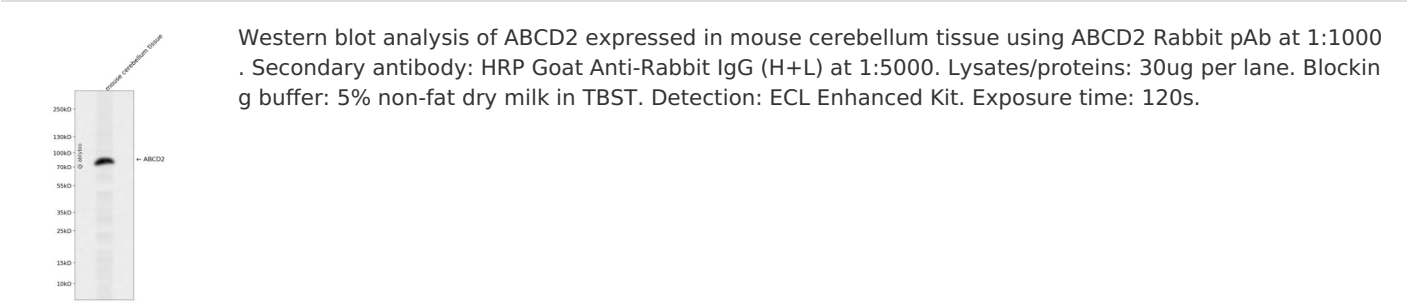 Western blot analysis of ABCD2 expressed in mouse cerebellum tissue using ABCD2 Rabbit pAb at 1:1000
. Secondary antibody: HRP Goat Anti-Rabbit IgG (H+L) at 1:5000. Lysates/proteins: 30ug per lane. Blockin
g buffer: 5% non-fat dry milk in TBST. Detection: ECL Enhanced Kit. Exposure time: 120s.
mouse cerebellum tissue
250kD
130kD
100kD
← ABCD2
70kD
55kD
35kD
25kD
15kD
10kD